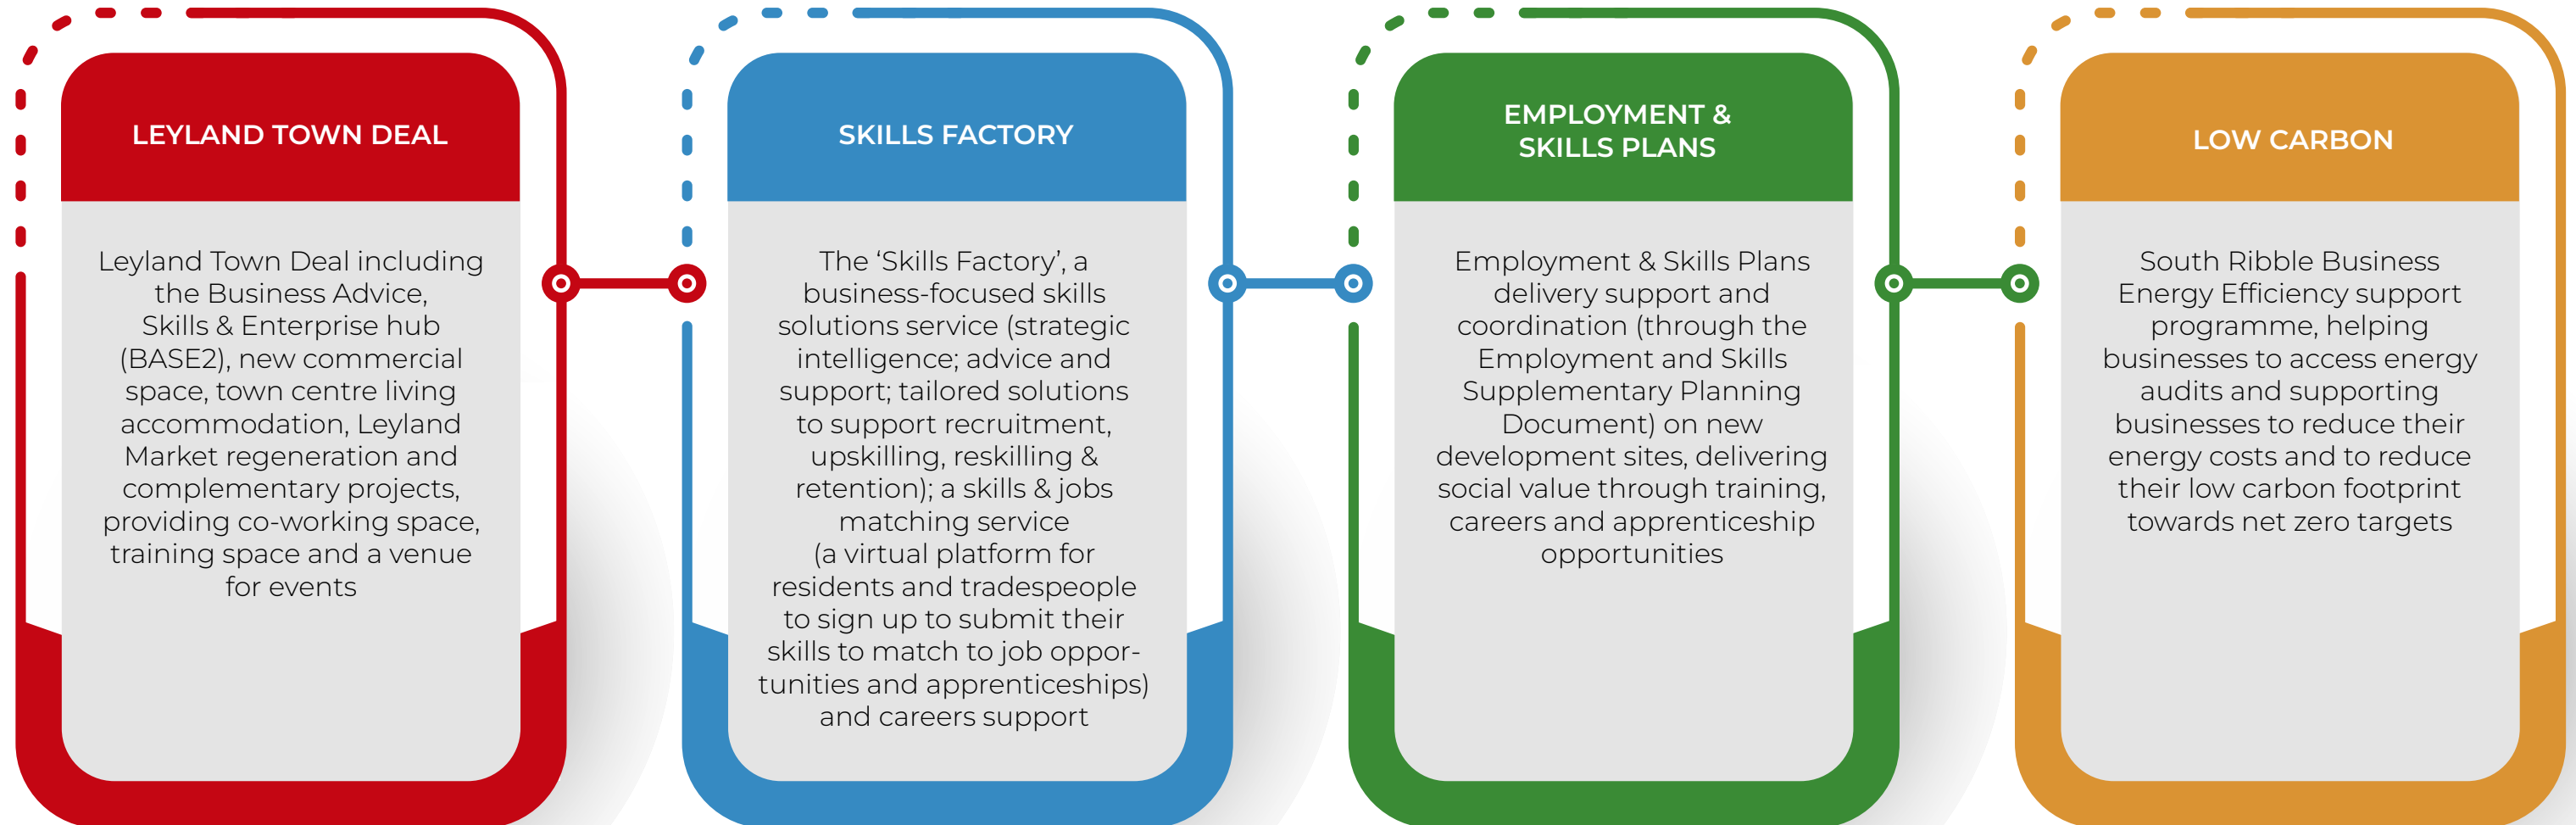 LEYLAND TOWN DEAL
Leyland Town Deal including
the Business Advice,
Skills & Enterprise hub
(BASE2), new commercial
space, town centre living
accommodation, Leyland
Market regeneration and
complementary projects,
providing co-working space,
training space and a venue
for events
SKILLS FACTORY
The ‘Skills Factory’, a
business-focused skills
solutions service (strategic
intelligence; advice and
support; tailored solutions
to support recruitment,
upskilling, reskilling &
retention); a skills & jobs
matching service
(a virtual platform for
residents and tradespeople
to sign up to submit their
skills to match to job oppor-
tunities and apprenticeships)
and careers support
EMPLOYMENT &
SKILLS PLANS
Employment & Skills Plans
delivery support and
coordination (through the
Employment and Skills
Supplementary Planning
Document) on new
development sites, delivering
social value through training,
careers and apprenticeship
opportunities
LOW CARBON
South Ribble Business
Energy Efficiency support
programme, helping
businesses to access energy
audits and supporting
businesses to reduce their
energy costs and to reduce
their low carbon footprint
towards net zero targets